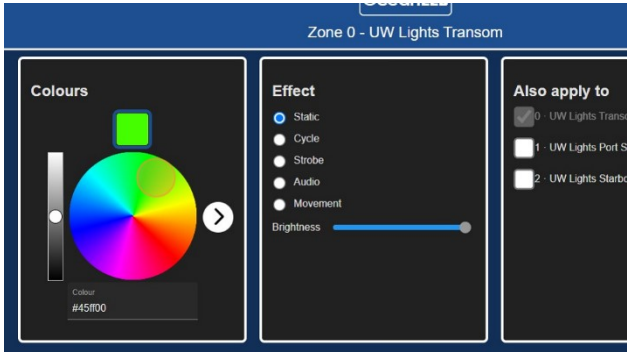 Zone 0 - UW Lights Transom
Colours
Colour
#45ff00
Effect
Static
Cycle
Strobe
Audio
Movement
Brightness
Also apply to
0 · UW Lights Transo
1 · UW Lights Port S
2 · UW Lights Starbo